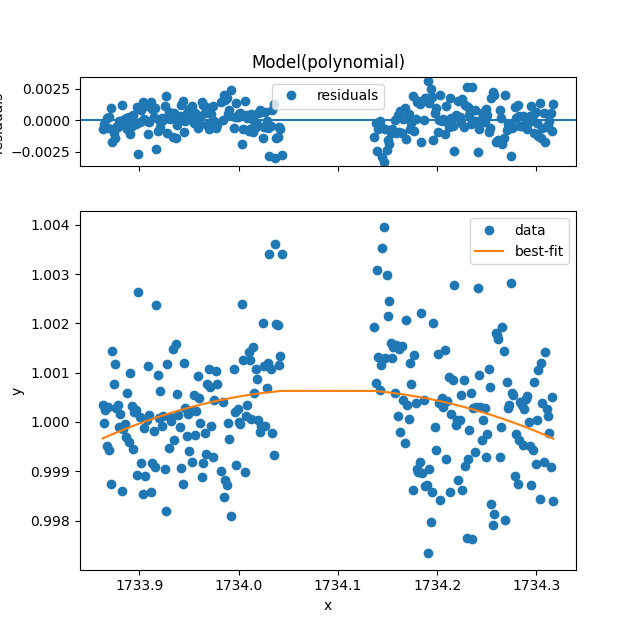 Model(polynomial)
0.0025
0.0000
−0.0025
residuals
1.004
1.003
1.002
1.001
1.000
0.999
0.998
y
data
best-fit
1733.9
1734.0
1734.1
1734.2
1734.3
x